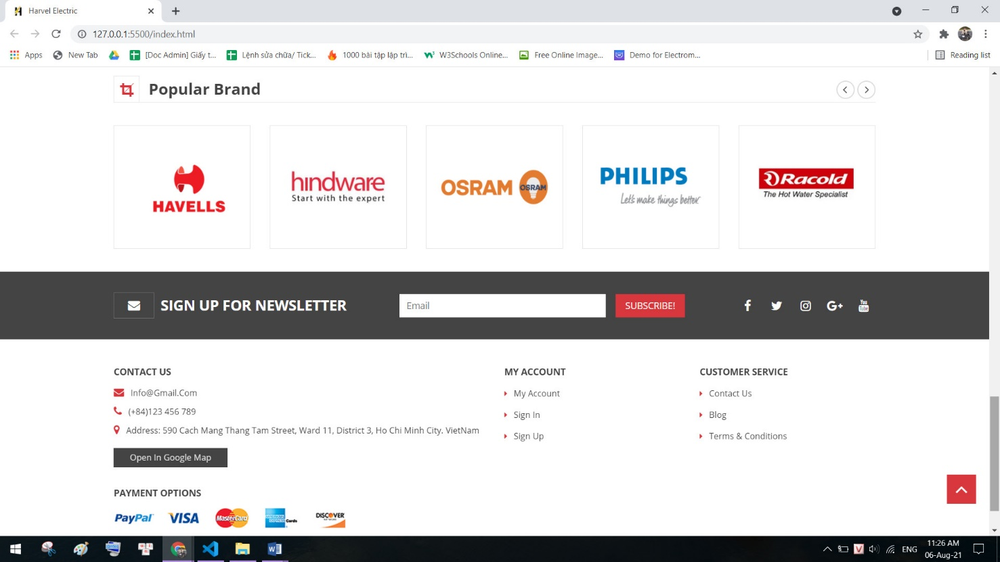 Harvel Electric
127.0.0.1:5500/index.html
Apps New Tab [Doc Admin] Giấy t... Lệnh sửa chữa/ Tick... 1000 bài tập lập trì... W3Schools Online... Free Online Image... Demo for Electrom... Reading list
Popular Brand
HAVELLS
hindware
Start with the expert
OSRAM OSRAM
PHILIPS
Let's make things better.
Racold
The Hot Water Specialist
SIGN UP FOR NEWSLETTER Email SUBSCRIBE! G+ You Tube
CONTACT US
Info@Gmail.Com
(+84)123 456 789
Address: 590 Cach Mang Thang Tam Street, Ward 11, District 3, Ho Chi Minh City. VietNam
Open In Google Map
MY ACCOUNT
My Account
Sign In
Sign Up
CUSTOMER SERVICE
Contact Us
Blog
Terms & Conditions
PAYMENT OPTIONS
PayPal VISA MasterCard AMERICAN EXPRESS Cards DISCOVER NETWORK
ENG 11:26 AM
06-Aug-21